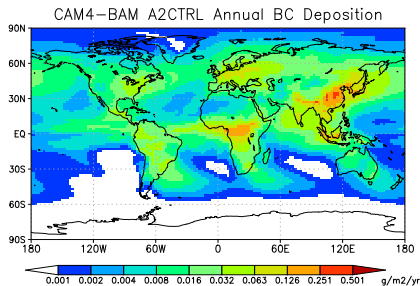 CAM4-BAM A2CTRL Annual BC Deposition
90N
60N
30N
EQ
30S
60S
90S
180 120W 60W 0 60E 120E 180
0.001 0.002 0.004 0.008 0.016 0.032 0.063 0.126 0.251 0.501 g/m2/yr